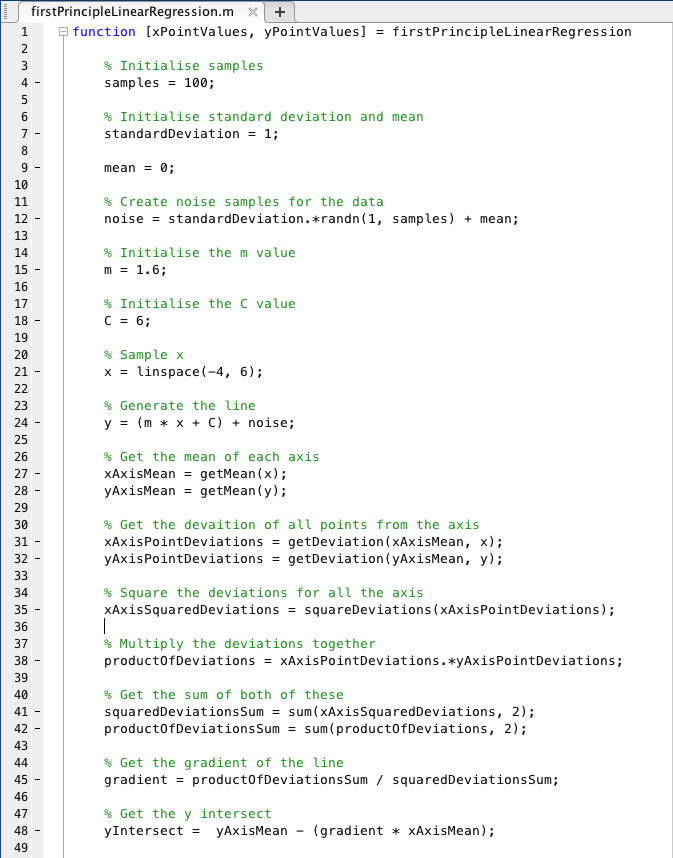 firstPrincipleLinearRegression.m × +
1 function [xPointValues, yPointValues] = firstPrincipleLinearRegression
2
3 % Initialise samples
4 - samples = 100;
5
6 % Initialise standard deviation and mean
7 - standardDeviation = 1;
8
9 - mean = 0;
10
11 % Create noise samples for the data
12 - noise = standardDeviation.*randn(1, samples) + mean;
13
14 % Initialise the m value
15 - m = 1.6;
16
17 % Initialise the C value
18 - C = 6;
19
20 % Sample x
21 - x = linspace(-4, 6);
22
23 % Generate the line
24 - y = (m * x + C) + noise;
25
26 % Get the mean of each axis
27 - xAxisMean = getMean(x);
28 - yAxisMean = getMean(y);
29
30 % Get the devaition of all points from the axis
31 - xAxisPointDeviations = getDeviation(xAxisMean, x);
32 - yAxisPointDeviations = getDeviation(yAxisMean, y);
33
34 % Square the deviations for all the axis
35 - xAxisSquaredDeviations = squareDeviations(xAxisPointDeviations);
36
37 % Multiply the deviations together
38 - productOfDeviations = xAxisPointDeviations.*yAxisPointDeviations;
39
40 % Get the sum of both of these
41 - squaredDeviationsSum = sum(xAxisSquaredDeviations, 2);
42 - productOfDeviationsSum = sum(productOfDeviations, 2);
43
44 % Get the gradient of the line
45 - gradient = productOfDeviationsSum / squaredDeviationsSum;
46
47 % Get the y intersect
48 - yIntersect =  yAxisMean - (gradient * xAxisMean);
49